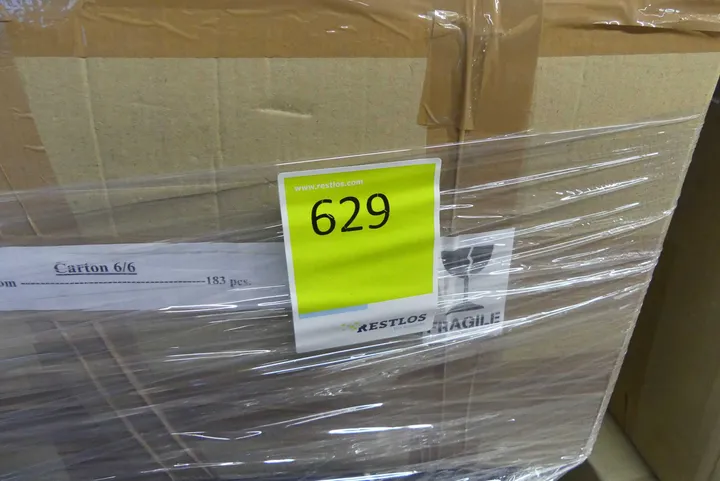 www.restlos.com
629
Carton 6/6
om 183 pcs.
RESTLOS
FRAGILE